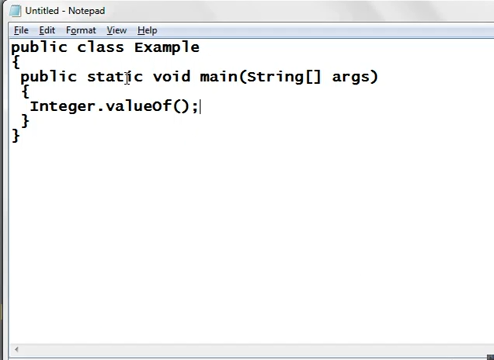 Untitled - Notepad
File Edit Format View Help
public class Example
{
public static void main(String[] args)
{
Integer.valueOf();
}
}